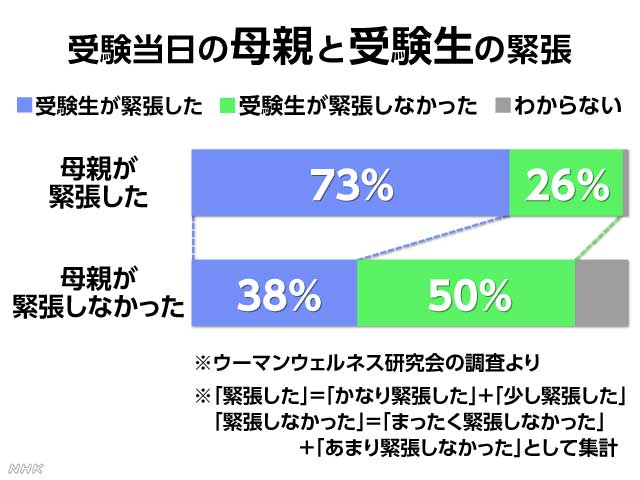 受験当日の母親と受験生の緊張
■受験生が緊張した ■受験生が緊張しなかった ■わからない
母親が
緊張した
73%
26%
母親が
緊張しなかった
38%
50%
※ウーマンウェルネス研究会の調査より
※「緊張した」＝「かなり緊張した」＋「少し緊張した」
「緊張しなかった」＝「まったく緊張しなかった」
＋「あまり緊張しなかった」として集計
NHK